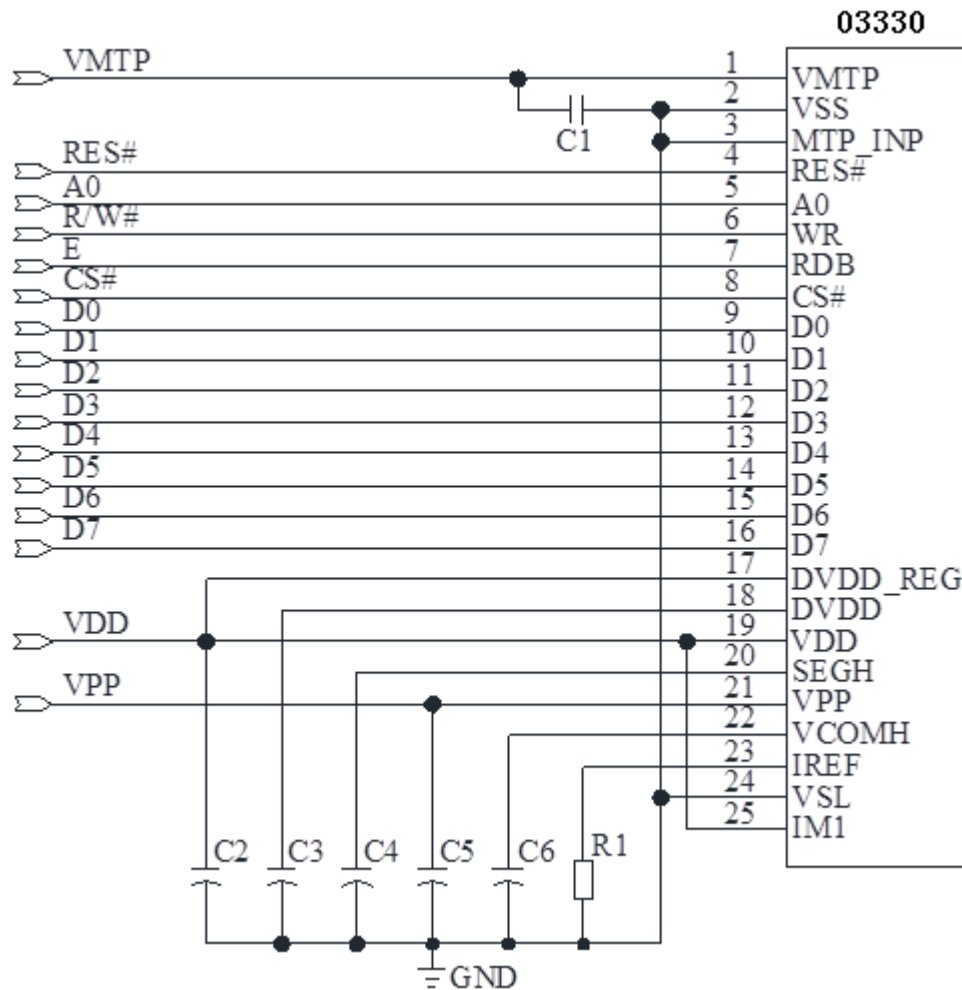 03330
VMTP
1
VMTP
2
VSS
C1
3
MTP_INP
RES#
4
RES#
A0
5
A0
R/W#
6
WR
E
7
RDB
CS#
8
CS#
D0
9
D0
D1
10
D1
D2
11
D2
D3
12
D3
D4
13
D4
D5
14
D5
D6
15
D6
D7
16
D7
17
DVDD_REG
18
DVDD
VDD
19
VDD
20
SEGH
VPP
21
VPP
22
VCOMH
23
IREF
24
VSL
25
IM1
C2
C3
C4
C5
C6
R1
GND